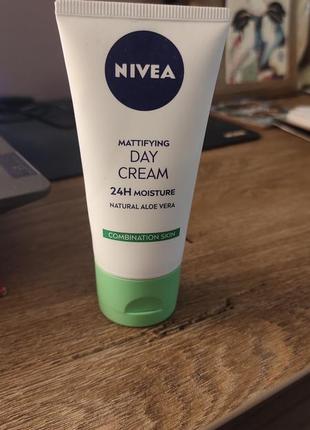 NIVEA
MATTIFYING
DAY
CREAM
24H MOISTURE
NATURAL ALOE VERA
COMBINATION SKIN